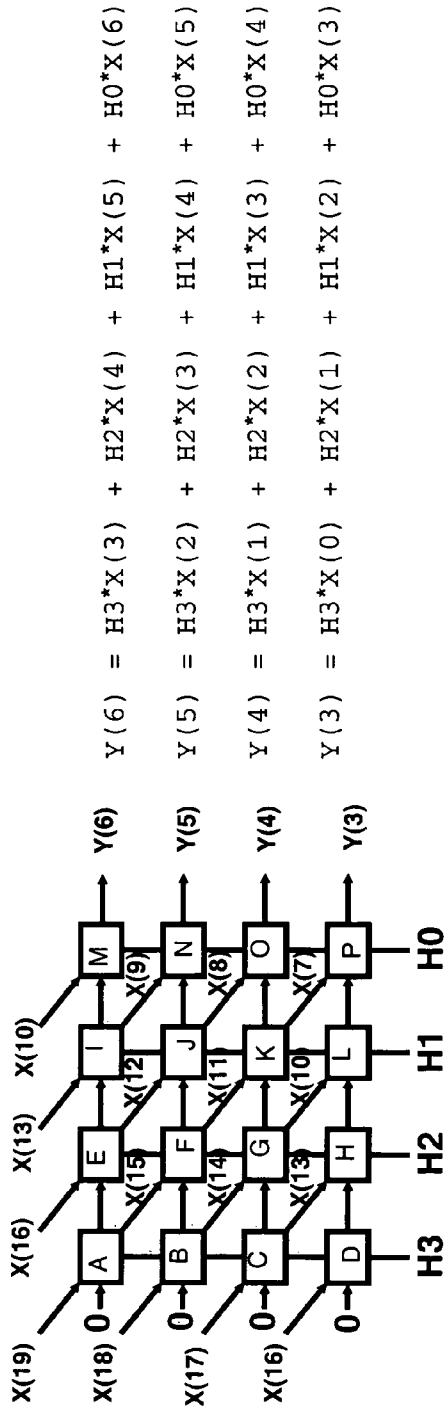 X(19) X(16) X(13) X(10)
0 A E I M Y(6) Y(6) = H3*X(3) + H2*X(4) + H1*X(5) + H0*X(6)
X(18) X(15) X(12) X(9)
0 B F J N Y(5) Y(5) = H3*X(2) + H2*X(3) + H1*X(4) + H0*X(5)
X(17) X(14) X(11) X(8)
0 C G K O Y(4) Y(4) = H3*X(1) + H2*X(2) + H1*X(3) + H0*X(4)
X(16) X(13) X(10) X(7)
0 D H L P Y(3) Y(3) = H3*X(0) + H2*X(1) + H1*X(2) + H0*X(3)
H3 H2 H1 H0